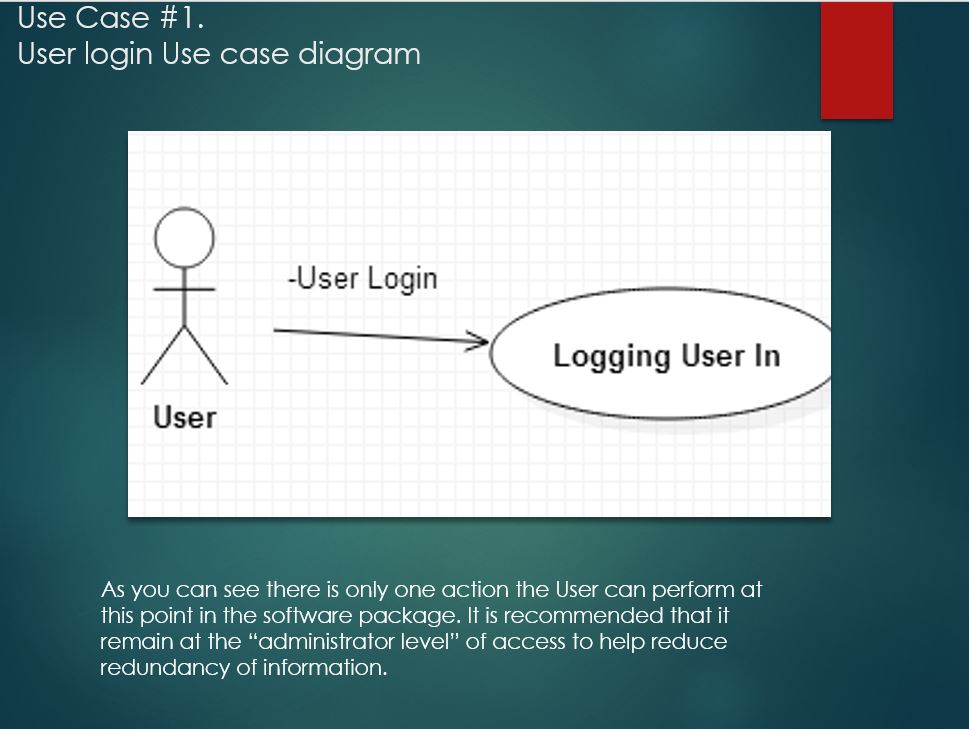 Use Case #1.
User login Use case diagram
-User Login
Logging User In
User
As you can see there is only one action the User can perform at
this point in the software package. It is recommended that it
remain at the “administrator level” of access to help reduce
redundancy of information.